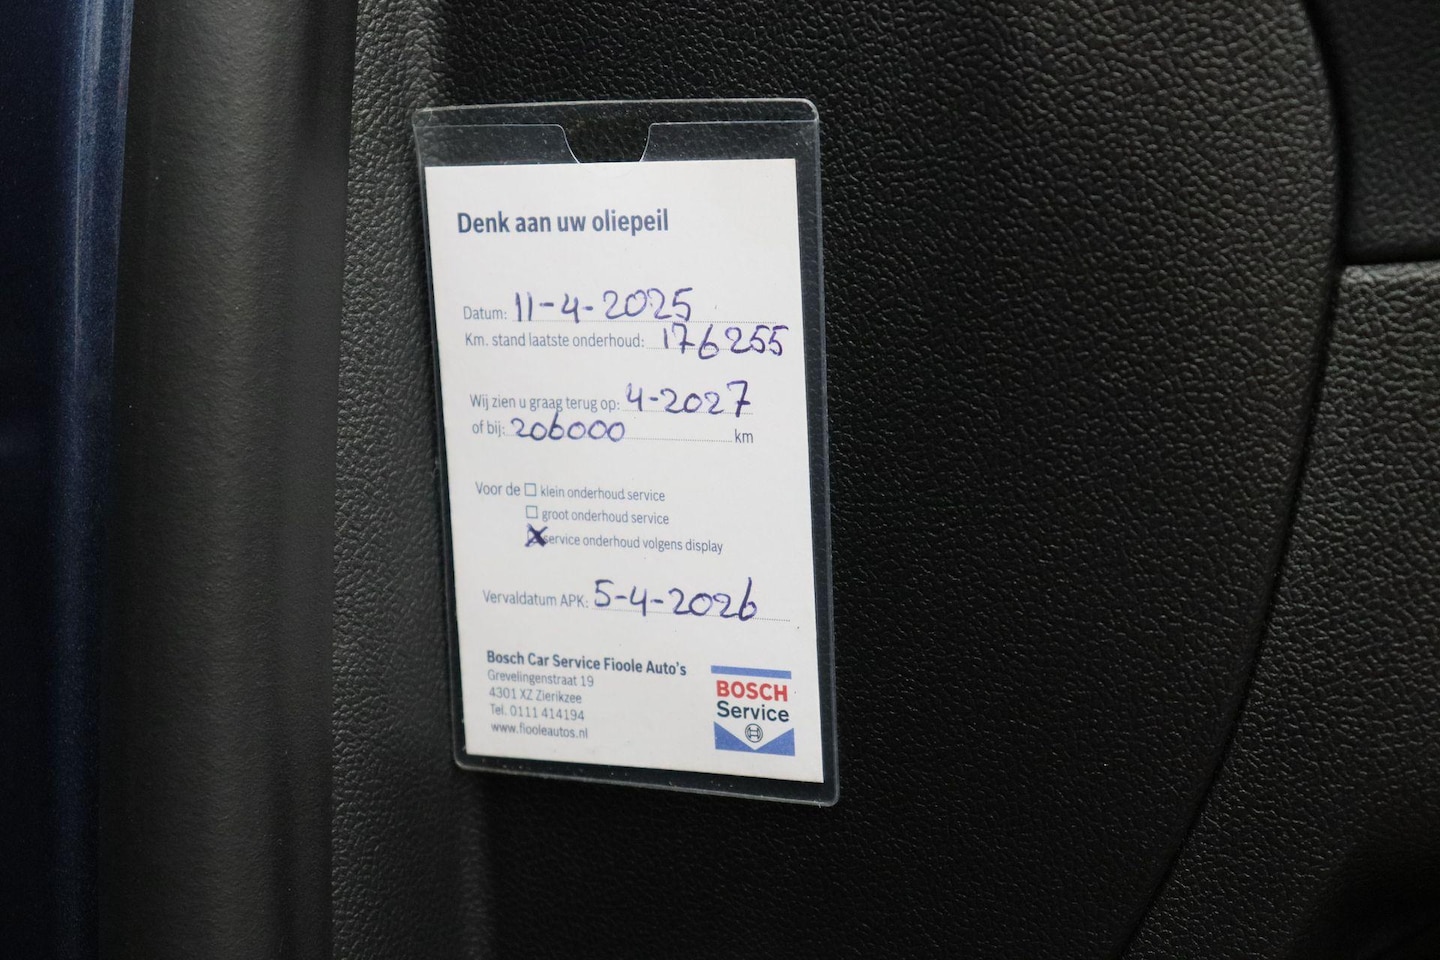 Denk aan uw oliepeil
Datum: 11-4-2025
Km. stand laatste onderhoud: 176255
Wij zien u graag terug op: 4-2027
of bij: 206000 km
Voor de ☐ klein onderhoud service
☐ groot onderhoud service
☒ service onderhoud volgens display
Vervaldatum APK: 5-4-2026
Bosch Car Service Fioole Auto's
Grevelingenstraat 19
4301 XZ Zierikzee
Tel. 0111 414194
www.fiooleautos.nl
BOSCH
Service